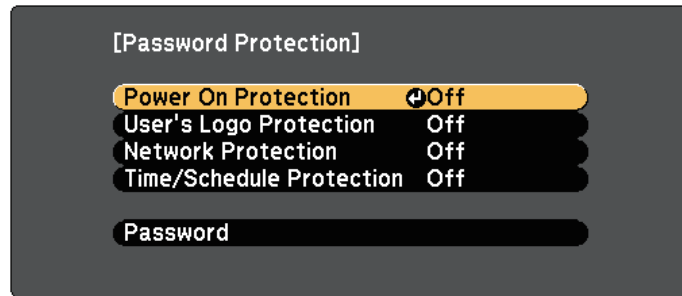 [Password Protection]
Power On Protection Off
User's Logo Protection Off
Network Protection Off
Time/Schedule Protection Off
Password